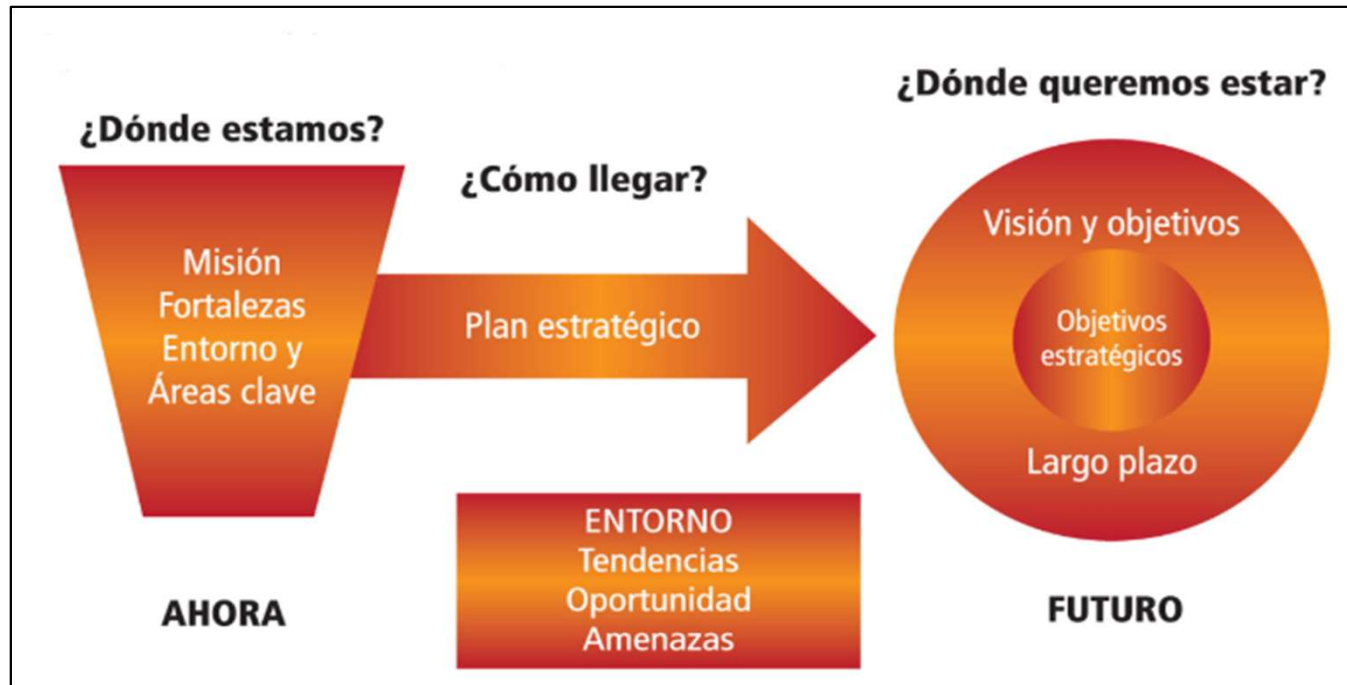 ¿Dónde estamos?
Misión
Fortalezas
Entorno y
Áreas clave
AHORA
¿Cómo llegar?
Plan estratégico
ENTORNO
Tendencias
Oportunidad
Amenazas
¿Dónde queremos estar?
Visión y objetivos
Objetivos
estratégicos
Largo plazo
FUTURO